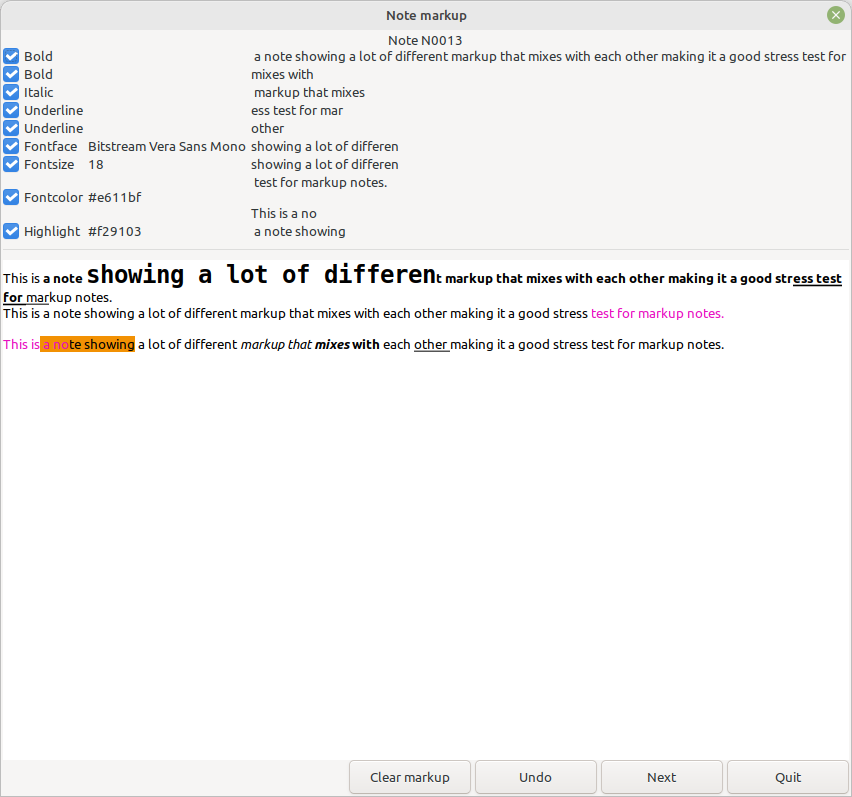 Note markup
Note N0013
Bold a note showing a lot of different markup that mixes with each other making it a good stress test for
Bold mixes with
Italic markup that mixes
Underline ess test for mar
Underline other
Fontface Bitstream Vera Sans Mono showing a lot of differen
Fontsize 18 showing a lot of differen
test for markup notes.
Fontcolor #e611bf
This is a no
Highlight #f29103 a note showing
This is a note showing a lot of different markup that mixes with each other making it a good stress test
for markup notes.
This is a note showing a lot of different markup that mixes with each other making it a good stress test for markup notes.
This is a note showing a lot of different markup that mixes with each other making it a good stress test for markup notes.
Clear markup Undo Next Quit